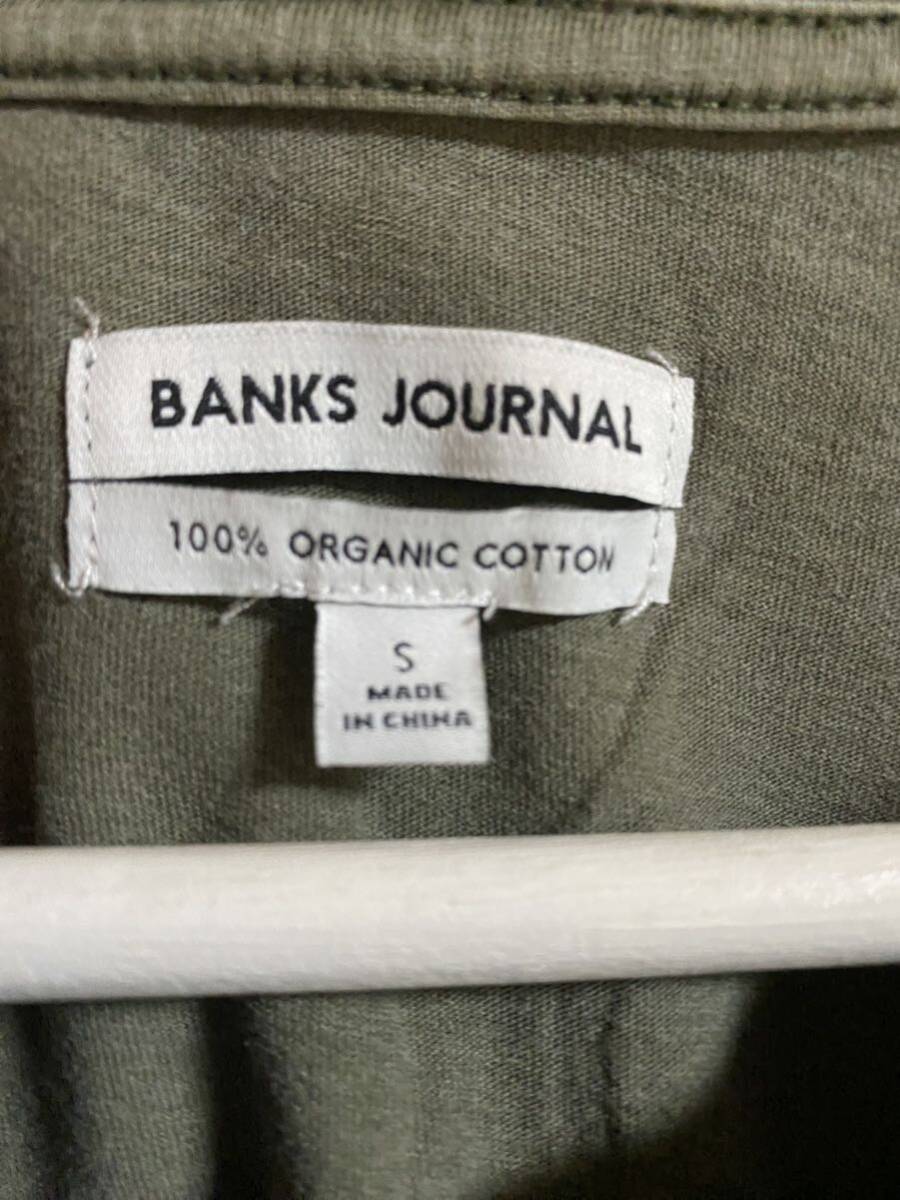 BANKS JOURNAL
100% ORGANIC COTTON
S
MADE
IN CHINA